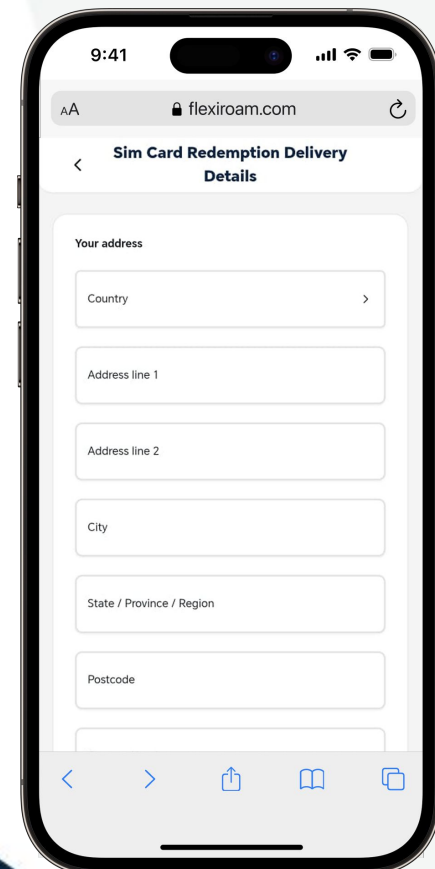 9:41
AA flexiroam.com
Sim Card Redemption Delivery
Details
Your address
Country
Address line 1
Address line 2
City
State / Province / Region
Postcode